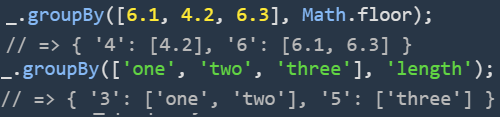 _.groupBy([6.1, 4.2, 6.3], Math.floor);
// => { '4': [4.2], '6': [6.1, 6.3] }
_.groupBy(['one', 'two', 'three'], 'length');
// => { '3': ['one', 'two'], '5': ['three'] }